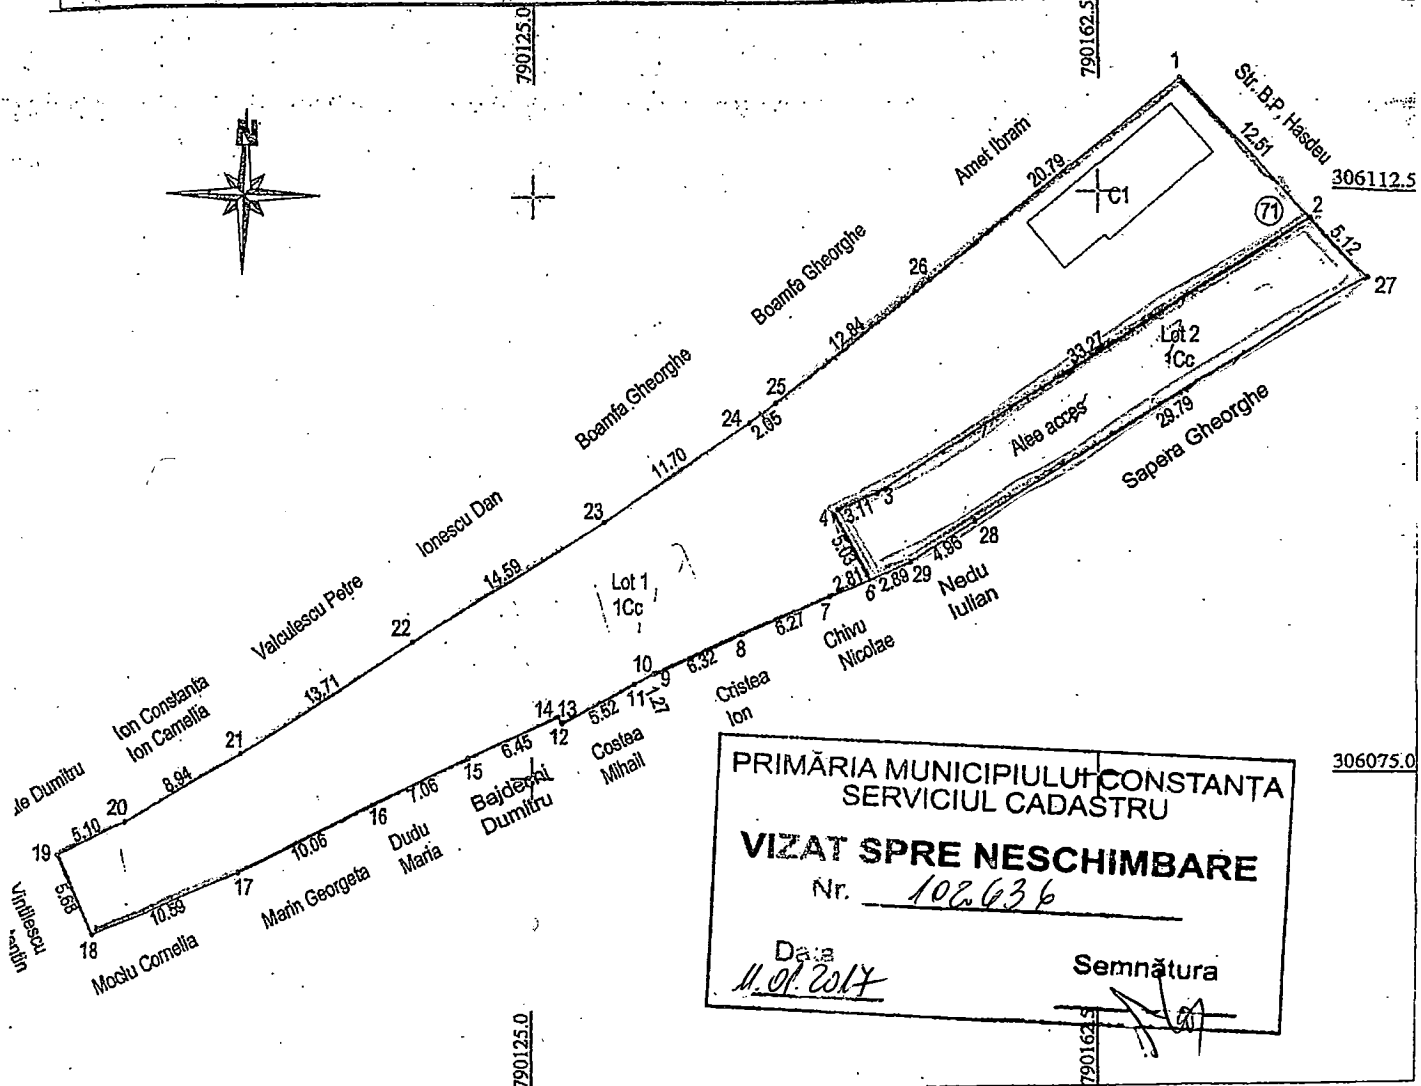 790125.0
790162.5
1
Str. B.P. Hasdeu
12.51
N
Amet Ibram
20.79
306112.5
C1
71
2
5.12
27
26
Boamfa Gheorghe
12.84
33.27
Lot 2
1Cc
Boamfa Gheorghe
25
24
2.05
Alee acces
29.79
Sapera Gheorghe
11.70
23
Ionescu Dan
3
3.11
4
5.03
28
4.96
29
2.89
6
2.81
Nedu
Iulian
14.59
Lot 1
1Cc
7
6.27
Chivu
Nicolae
Valculescu Petre
22
8
6.32
10
9
Cristea
Ion
11
1.27
13.71
Ion Constanta
Ion Camelia
21
14
13
12
5.52
Costea
Mihail
6.45
15
Dumitru
8.94
20
Dumitru
7.06
16
Dudu
Maria
5.10
19
10.06
17
Marin Georgeta
5.68
Vintilescu
10.59
18
Mociu Cornelia
306075.0
PRIMĂRIA MUNICIPIULUI CONSTANȚA
SERVICIUL CADASTRU
VIZAT SPRE NESCHIMBARE
Nr. 102.636
Data
11.01.2017
Semnătura
790125.0
790162.5